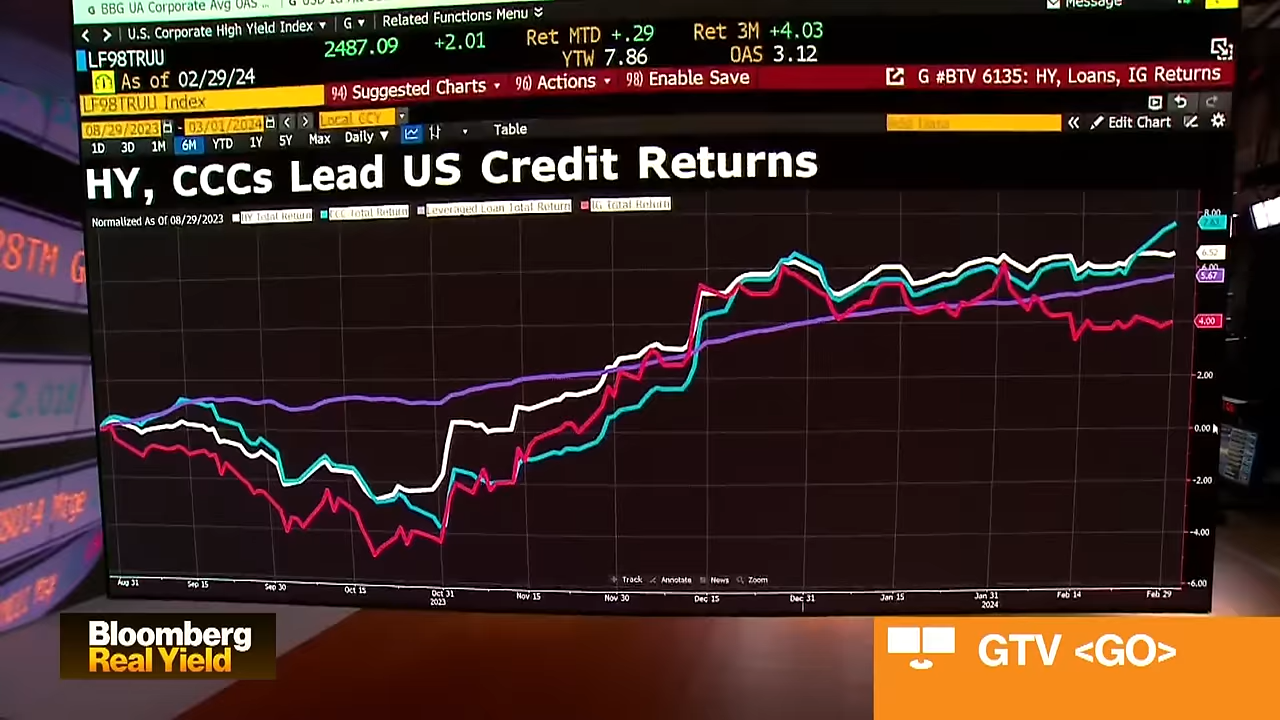 G BBG UA Corporate Avg OAS ...
Message
< > U.S. Corporate High Yield Index ▾ G ▾ Related Functions Menu
LF98TRUU 2487.09 +2.01 Ret MTD +.29 Ret 3M +4.03
YTW 7.86 OAS 3.12
As of 02/29/24
LF98TRUU Index 94) Suggested Charts ▾ 96) Actions ▾ 98) Enable Save G #BTV 6135: HY, Loans, IG Returns
08/29/2023 - 03/01/2024 < > Local CCY
« Edit Chart
1D 3D 1M 6M YTD 1Y 5Y Max Daily ▼ Table
HY, CCCs Lead US Credit Returns
Normalized As Of 08/29/2023 HY Total Return CCC Total Return Leveraged Loan Total Return IG Total Return
8.00
6.52
6.00
5.67
4.00
2.00
0.00
-2.00
-4.00
-6.00
Track Annotate News Zoom
Aug 31 Sep 15 Sep 30 Oct 15 Oct 31 Nov 15 Nov 30 Dec 15 Dec 31 Jan 15 Jan 31 Feb 14 Feb 29
2023 2024
Bloomberg
Real Yield
GTV <GO>